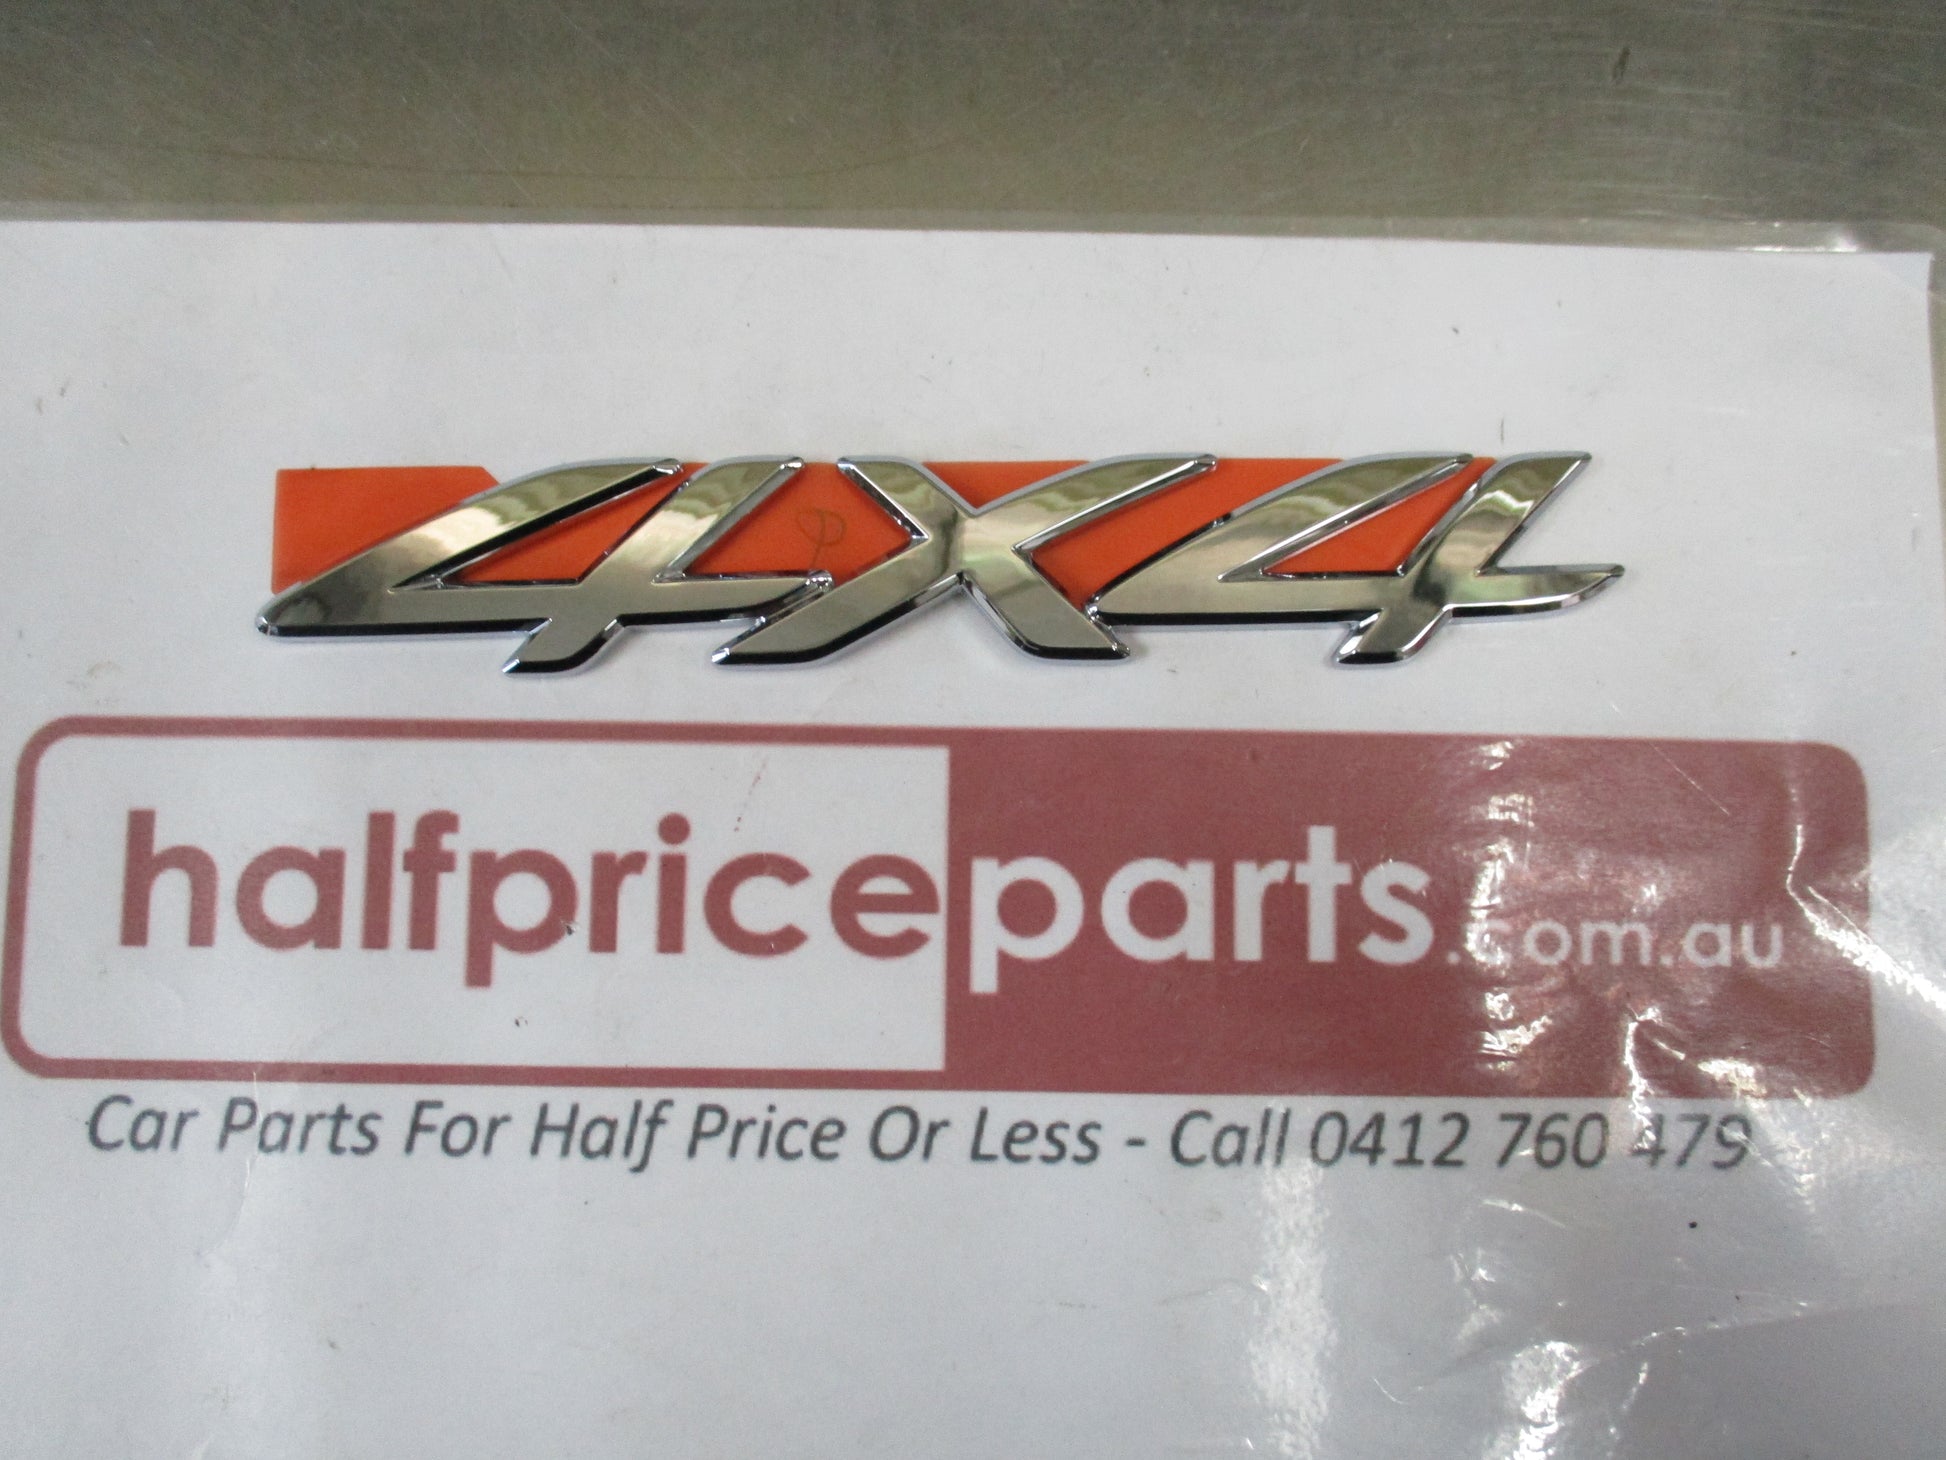 4X4
halfpriceparts.com.au
Car Parts For Half Price Or Less - Call 0412 760 479